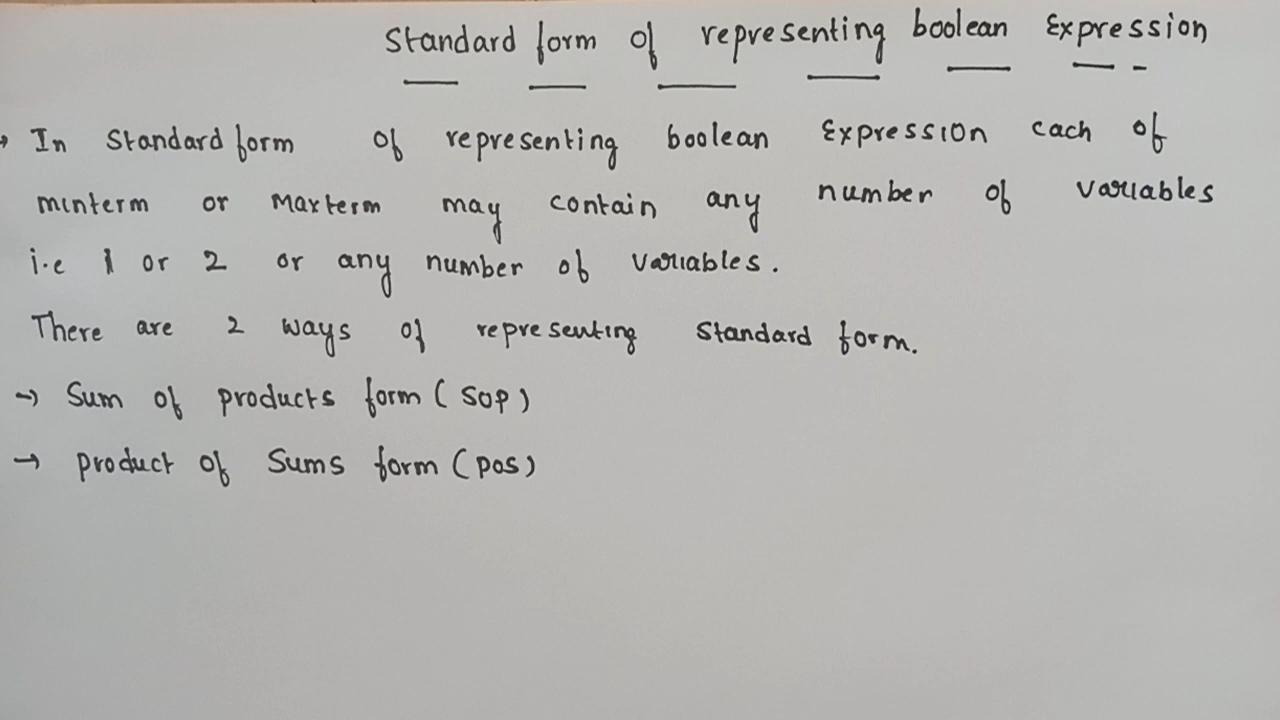 Standard form of representing boolean Expression
→ In Standard form of representing boolean Expression each of
minterm or Maxterm may contain any number of variables
i.e 1 or 2 or any number of variables.
There are 2 ways of representing Standard form.
→ Sum of products form (SOP)
→ product of Sums form (pos)